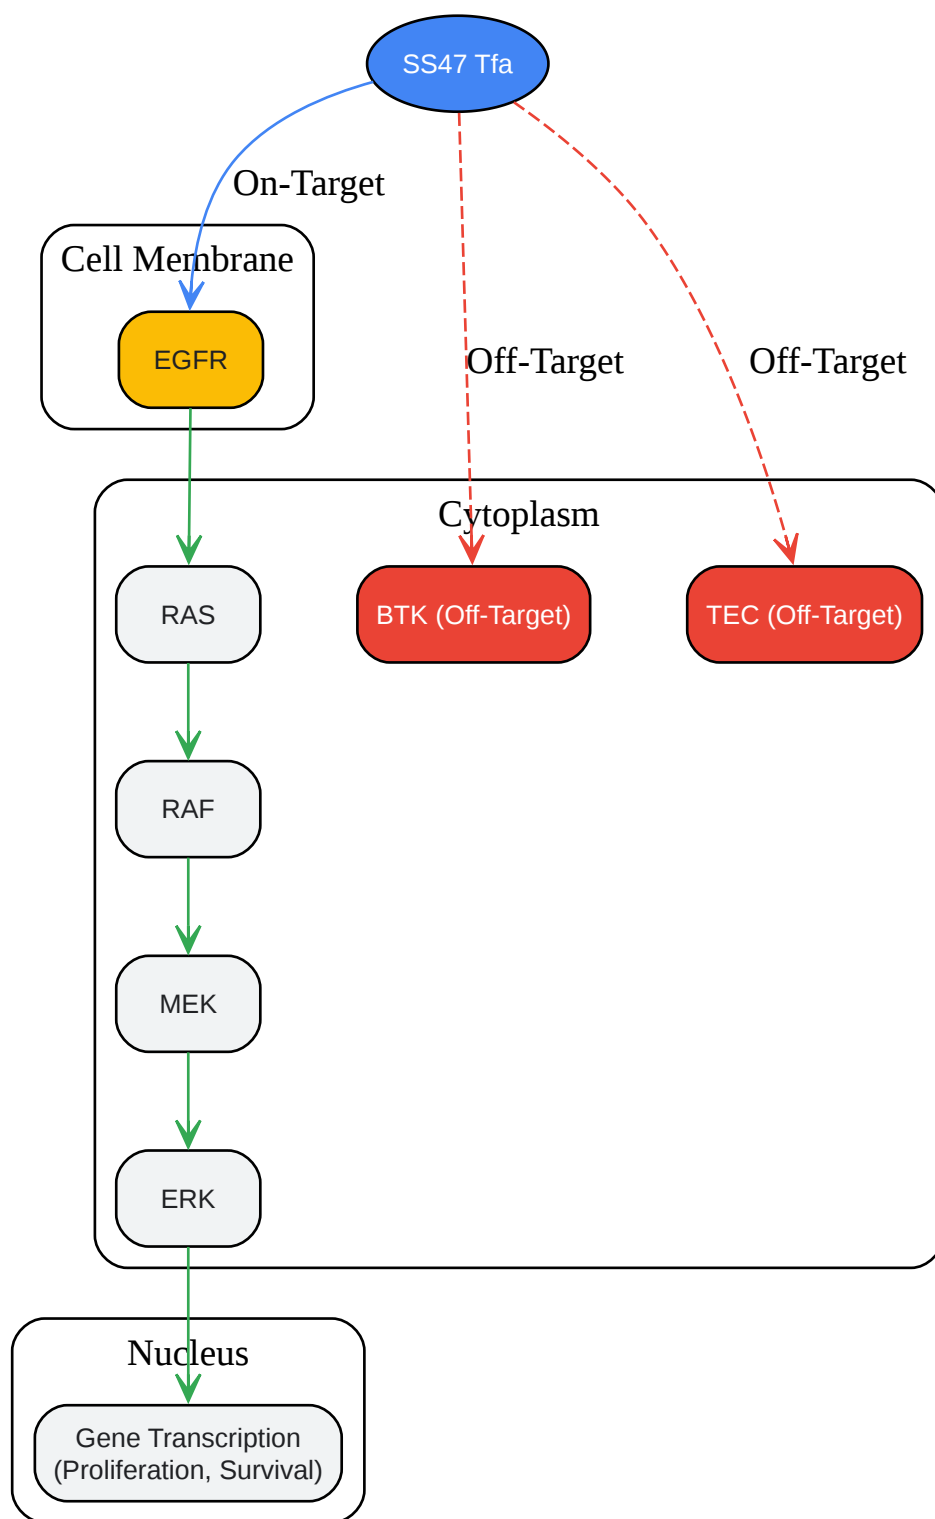 SS47 Tfa
On-Target
Cell Membrane
EGFR
Off-Target
Off-Target
Cytoplasm
RAS
BTK (Off-Target)
TEC (Off-Target)
RAF
MEK
ERK
Nucleus
Gene Transcription
(Proliferation, Survival)